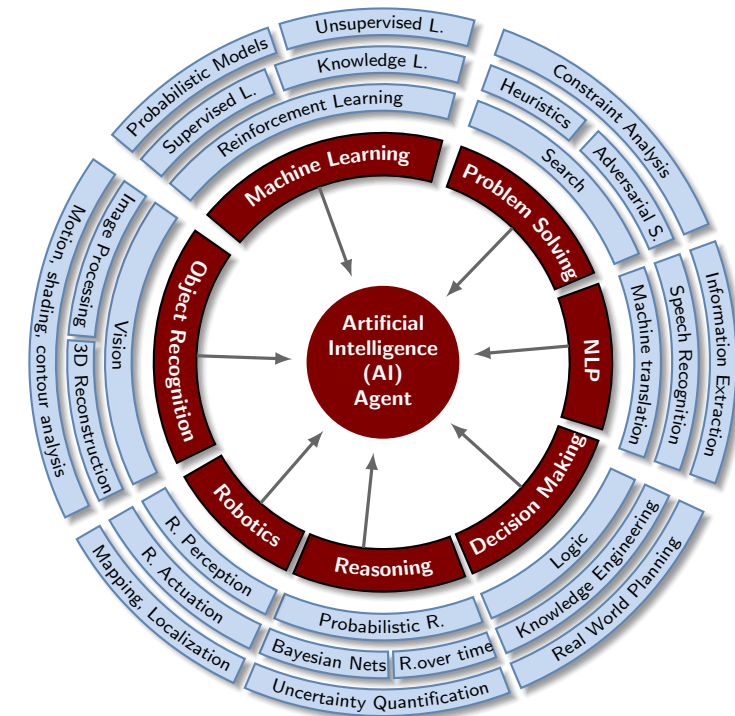 Unsupervised L.
Probabilistic Models
Knowledge L.
Supervised L.
Reinforcement Learning
Machine Learning
Constraint Analysis
Heuristics
Adversarial S.
Search
Problem Solving
Information Extraction
Speech Recognition
Machine translation
NLP
Motion, shading, contour analysis
Image Processing
3D Reconstruction
Vision
Object Recognition
Artificial
Intelligence
(AI)
Agent
Robotics
R. Perception
R. Actuation
Mapping, Localization
Reasoning
Probabilistic R.
Bayesian Nets
R.over time
Uncertainty Quantification
Decision Making
Logic
Knowledge Engineering
Real World Planning